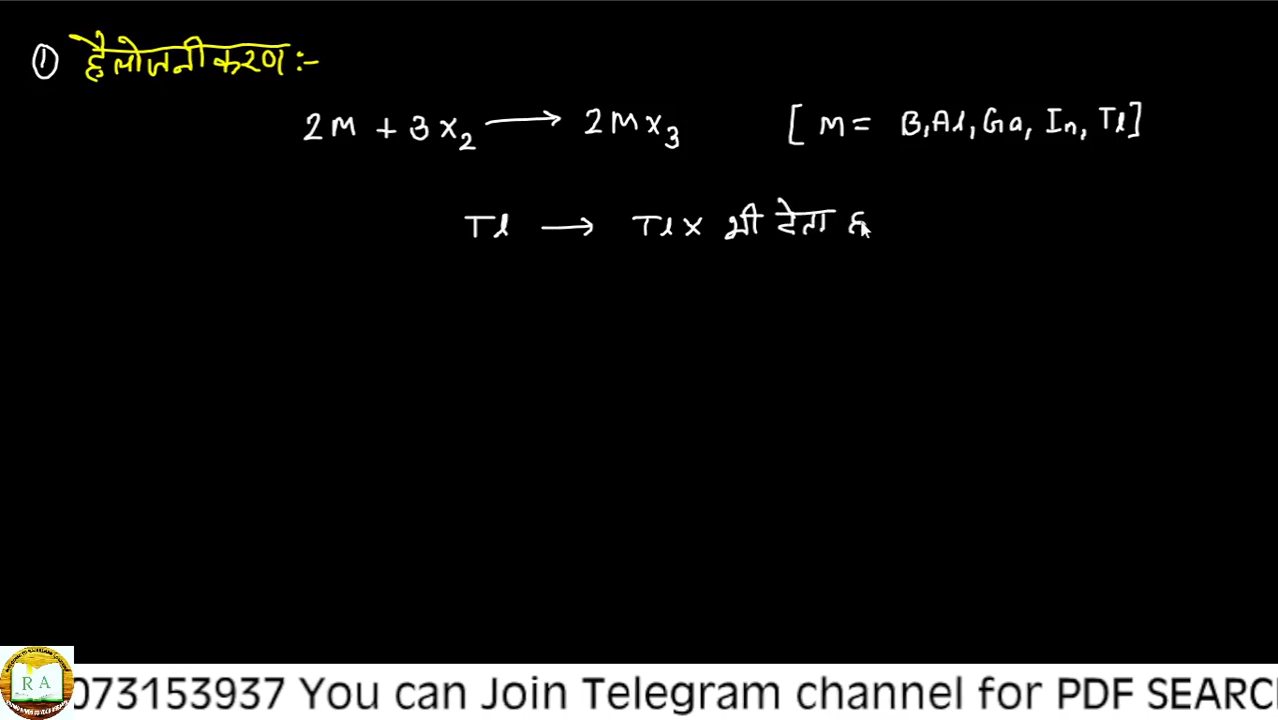 ① हैलोजनीकरण :-
2M + 3X₂ ⟶ 2MX₃ [ M = B, Al, Ga, In, Tl ]
Tl ⟶ TlX भी देता ह
R A
073153937 You can Join Telegram channel for PDF SEARC